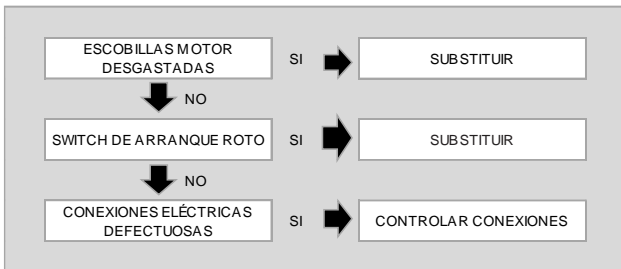 ESCOBILLAS MOTOR
DESGASTADAS
SI
SUBSTITUIR
NO
SWITCH DE ARRANQUE ROTO
SI
SUBSTITUIR
NO
CONEXIONES ELÉCTRICAS
DEFECTUOSAS
SI
CONTROLAR CONEXIONES